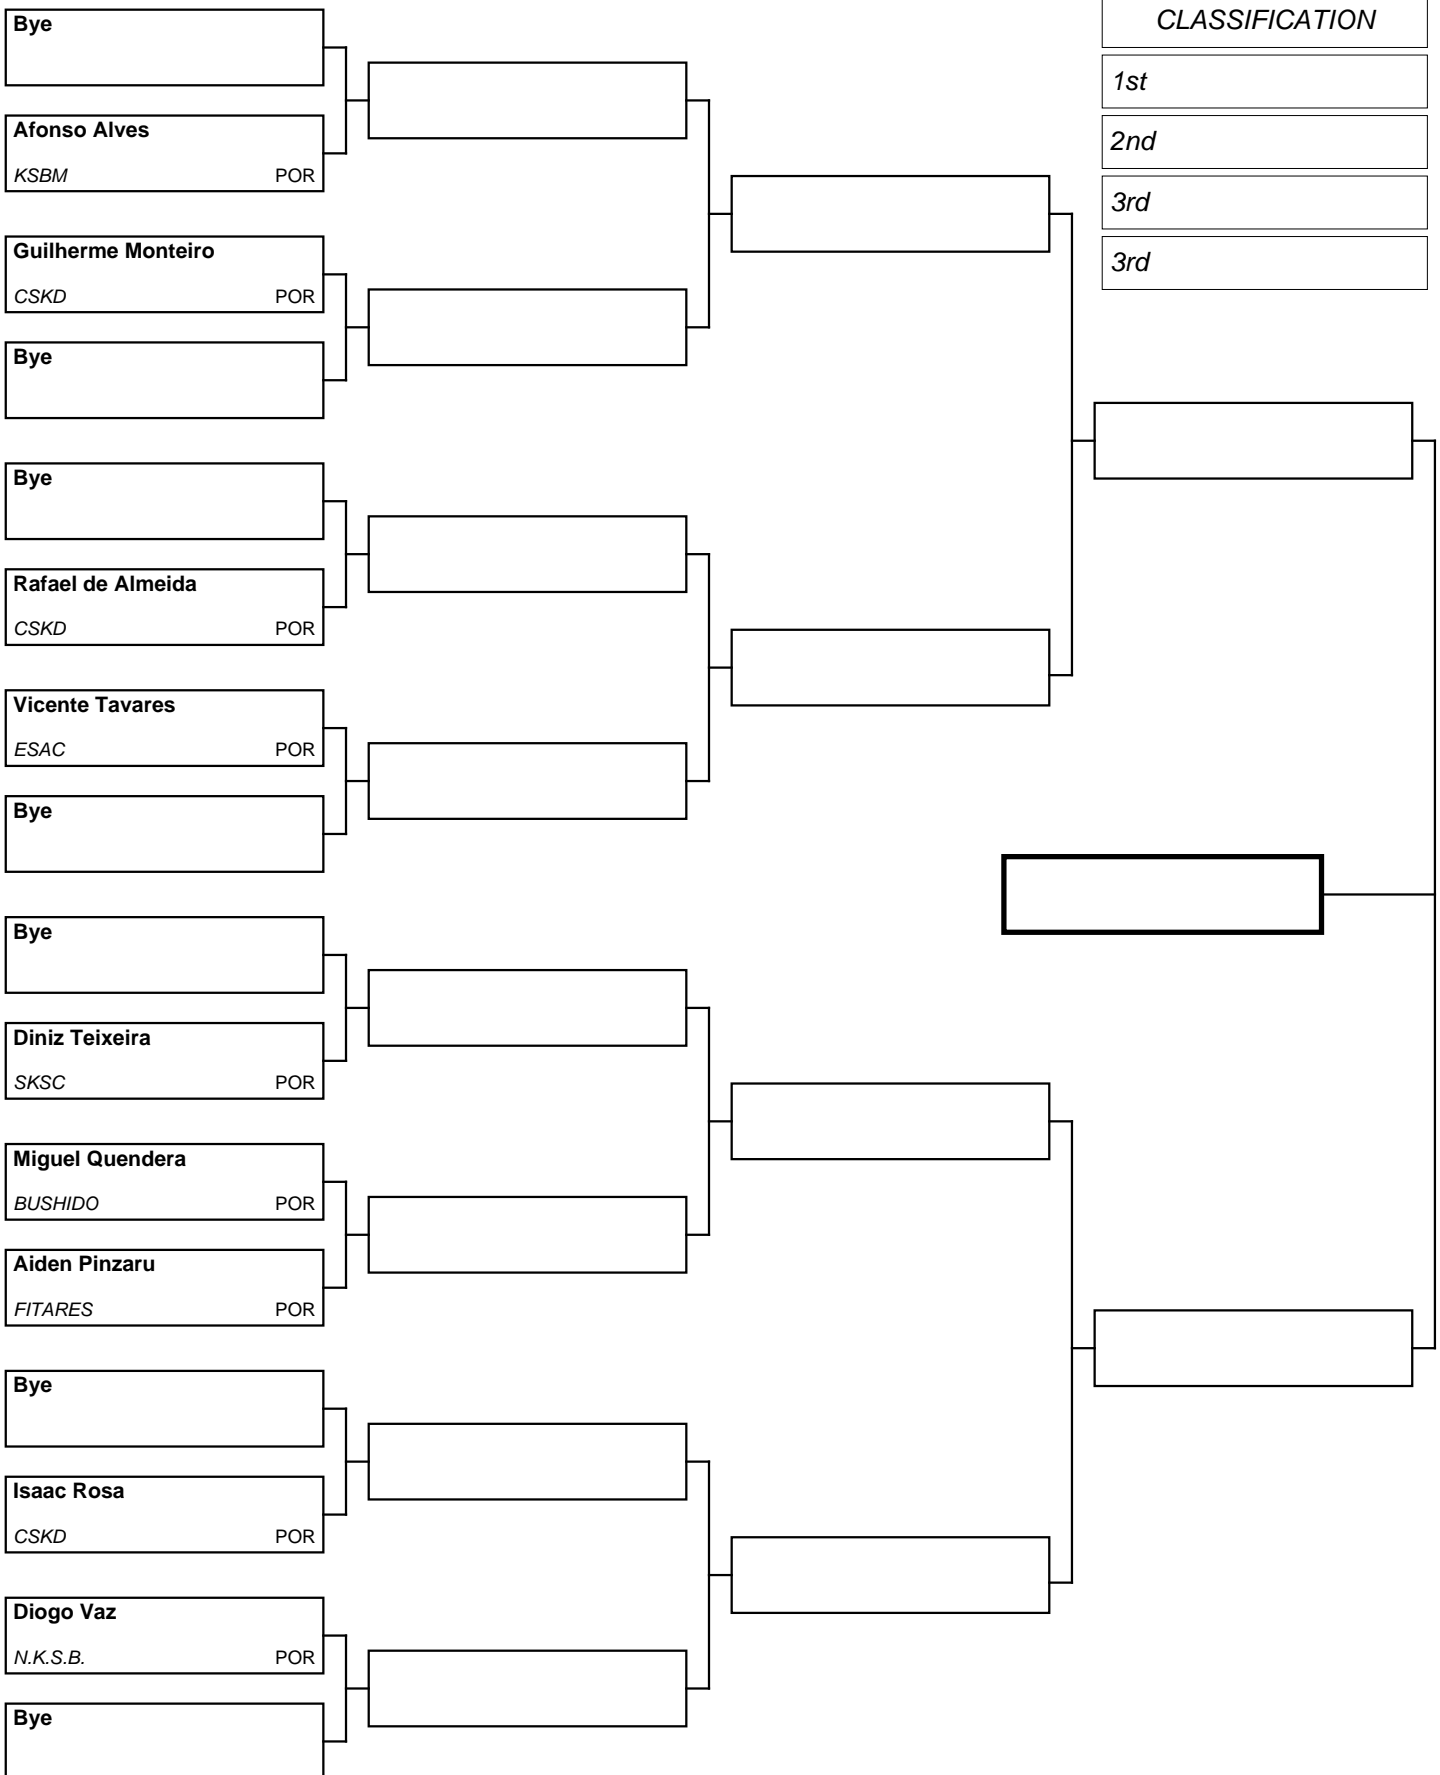 CLASSIFICATION
1st
2nd
3rd
3rd
Bye
Afonso Alves
KSBM POR
Guilherme Monteiro
CSKD POR
Bye
Bye
Rafael de Almeida
CSKD POR
Vicente Tavares
ESAC POR
Bye
Bye
Diniz Teixeira
SKSC POR
Miguel Quendera
BUSHIDO POR
Aiden Pinzaru
FITARES POR
Bye
Isaac Rosa
CSKD POR
Diogo Vaz
N.K.S.B. POR
Bye